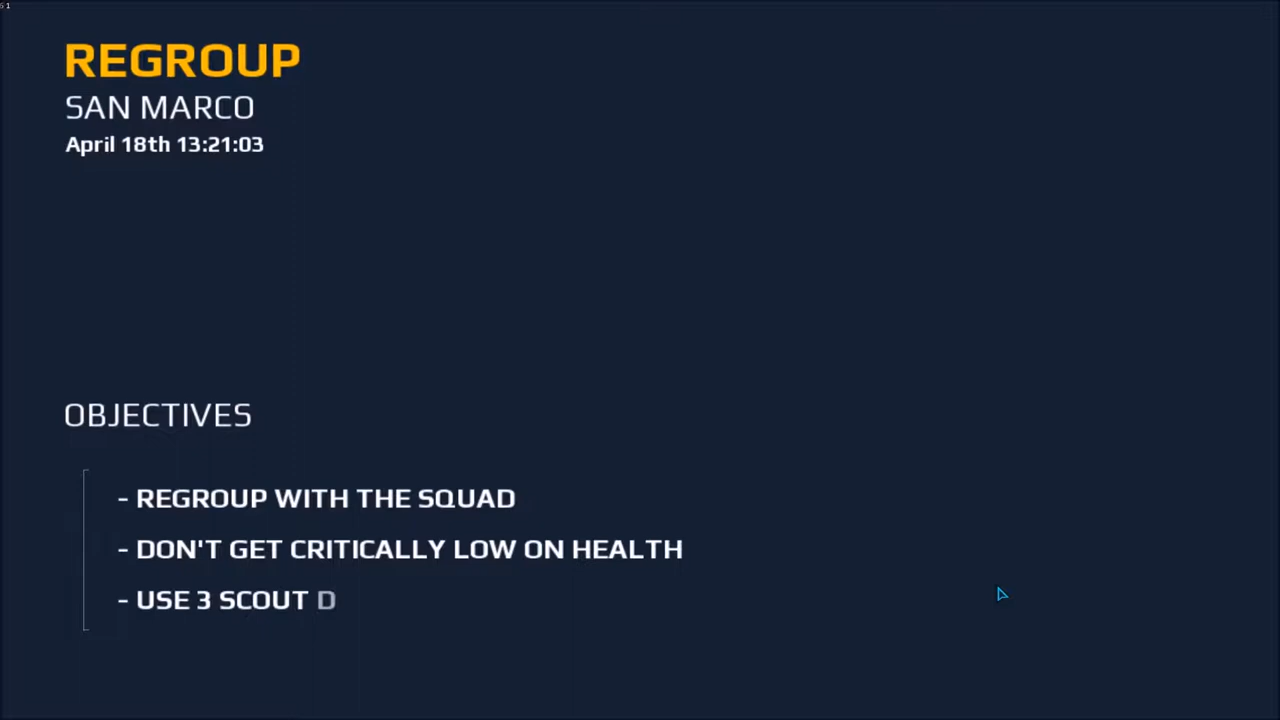 61
REGROUP
SAN MARCO
April 18th 13:21:03
OBJECTIVES
- REGROUP WITH THE SQUAD
- DON'T GET CRITICALLY LOW ON HEALTH
- USE 3 SCOUT D